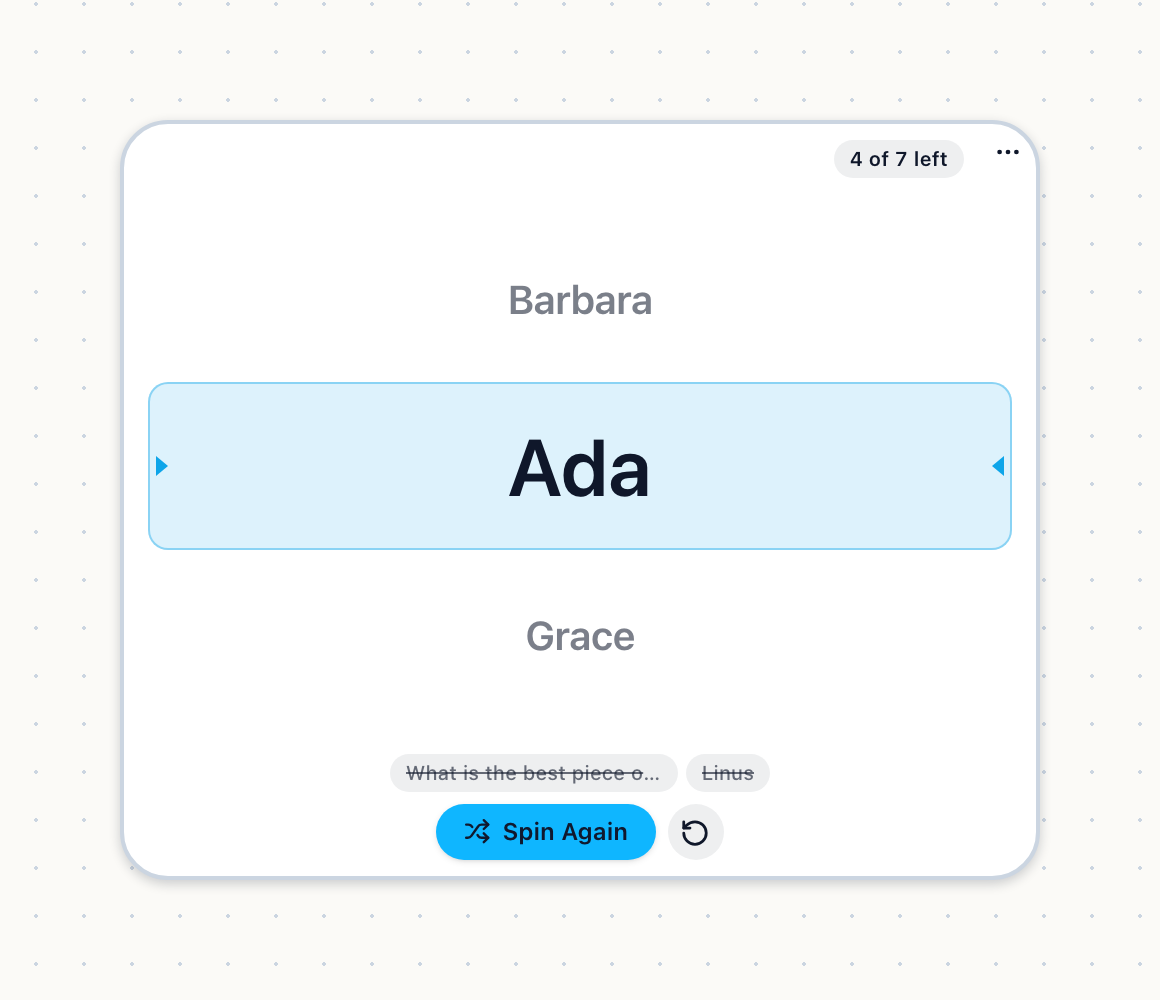 4 of 7 left
Barbara
Ada
Grace
What is the best piece o...
Linus
Spin Again